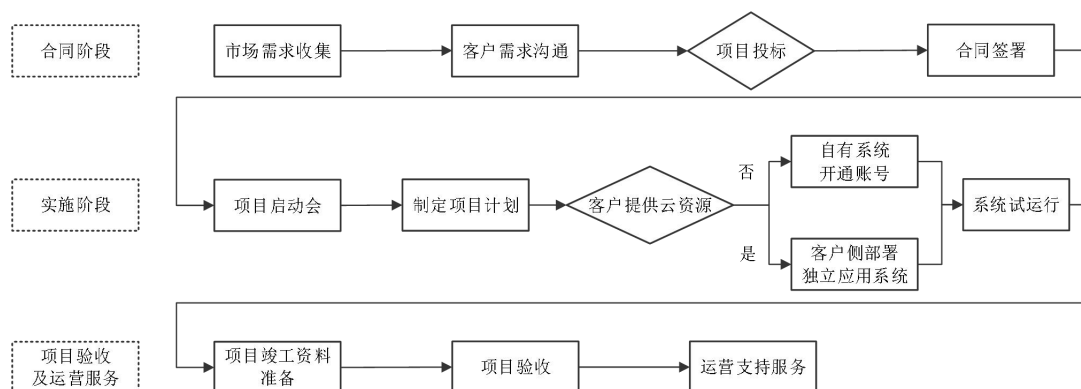 合同阶段
市场需求收集
客户需求沟通
项目投标
合同签署
实施阶段
项目启动会
制定项目计划
客户提供云资源
否
是
自有系统
开通账号
客户侧部署
独立应用系统
系统试运行
项目验收
及运营服务
项目竣工资料
准备
项目验收
运营支持服务